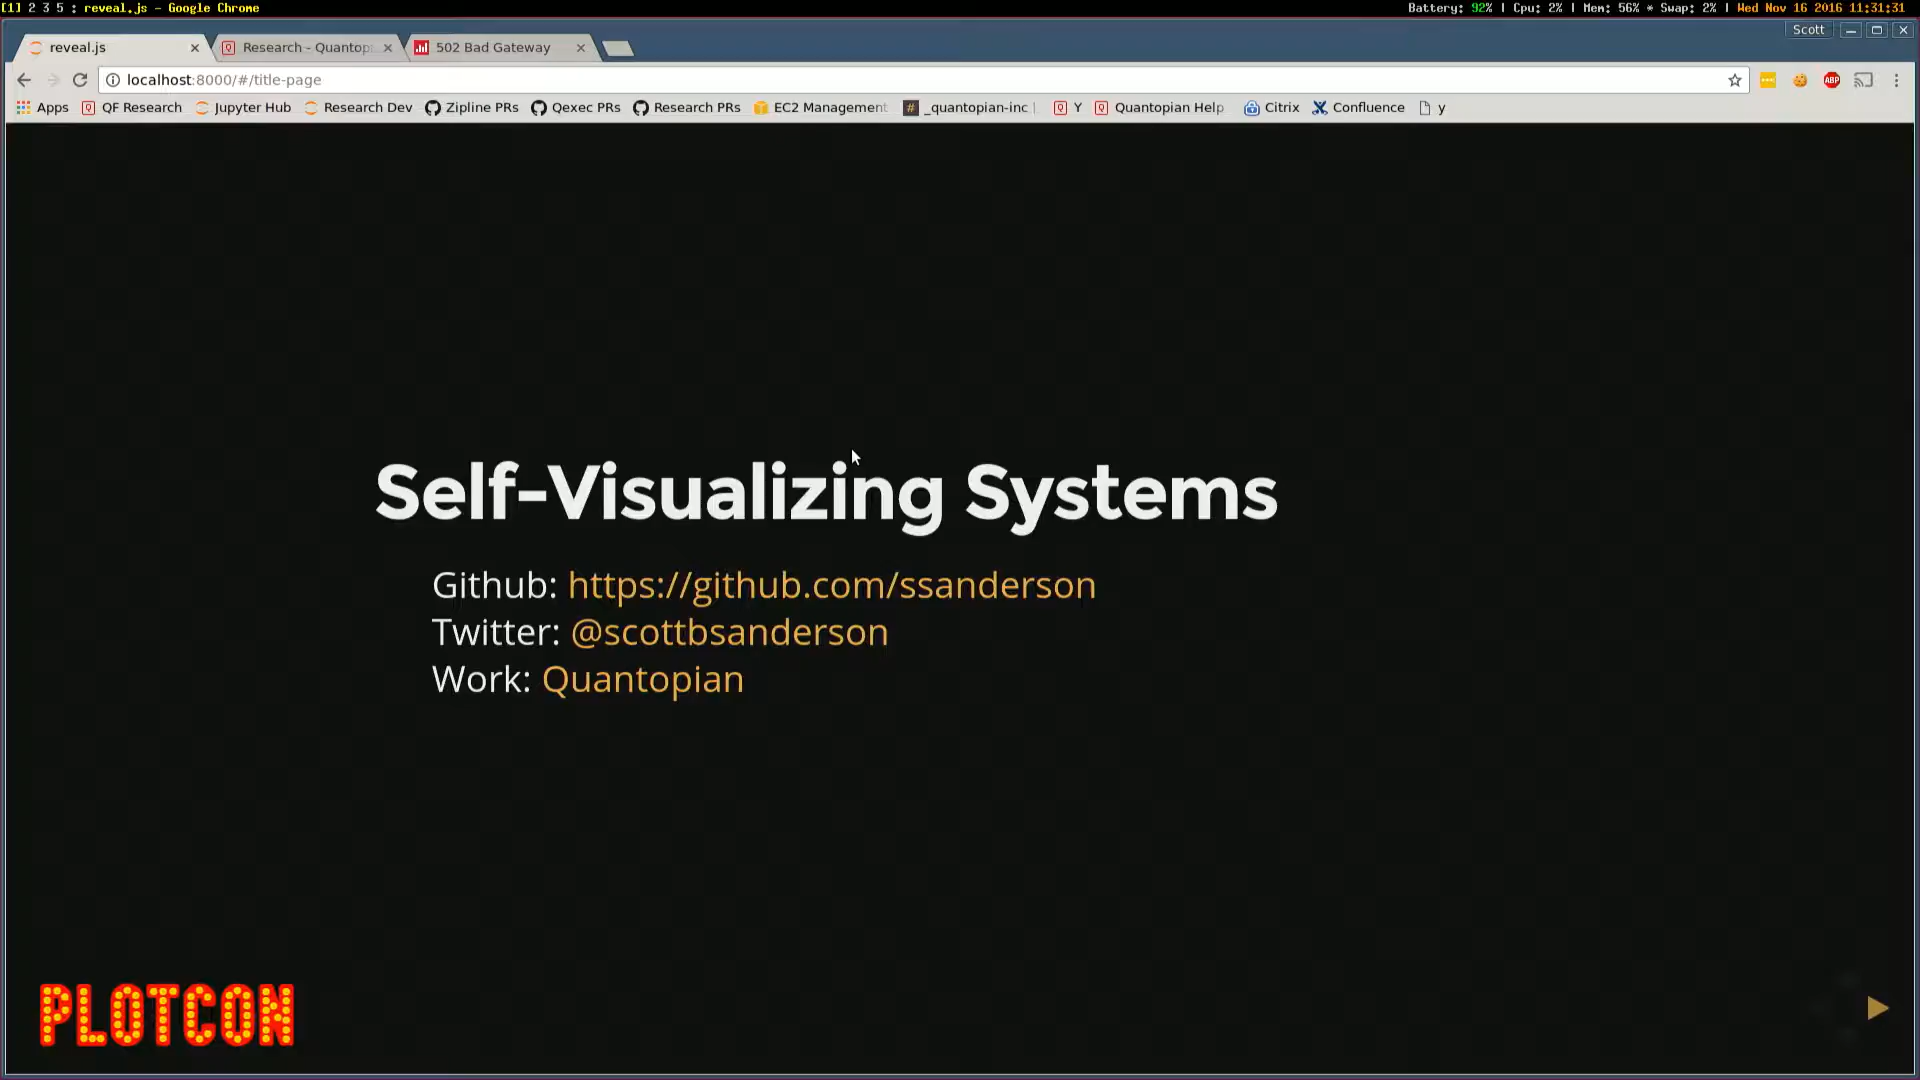 [1] 2 3 5 : reveal.js - Google Chrome
Battery: 92% | Cpu: 2% | Mem: 56% * Swap: 2% | Wed Nov 16 2016 11:31:31
Scott
reveal.js
Research - Quantop
502 Bad Gateway
localhost:8000/#/title-page
ABP
Apps
QF Research
Jupyter Hub
Research Dev
Zipline PRs
Qexec PRs
Research PRs
EC2 Management
_quantopian-inc |
Y
Quantopian Help
Citrix
Confluence
y
Self-Visualizing Systems
Github: https://github.com/ssanderson
Twitter: @scottbsanderson
Work: Quantopian
PLOTCON